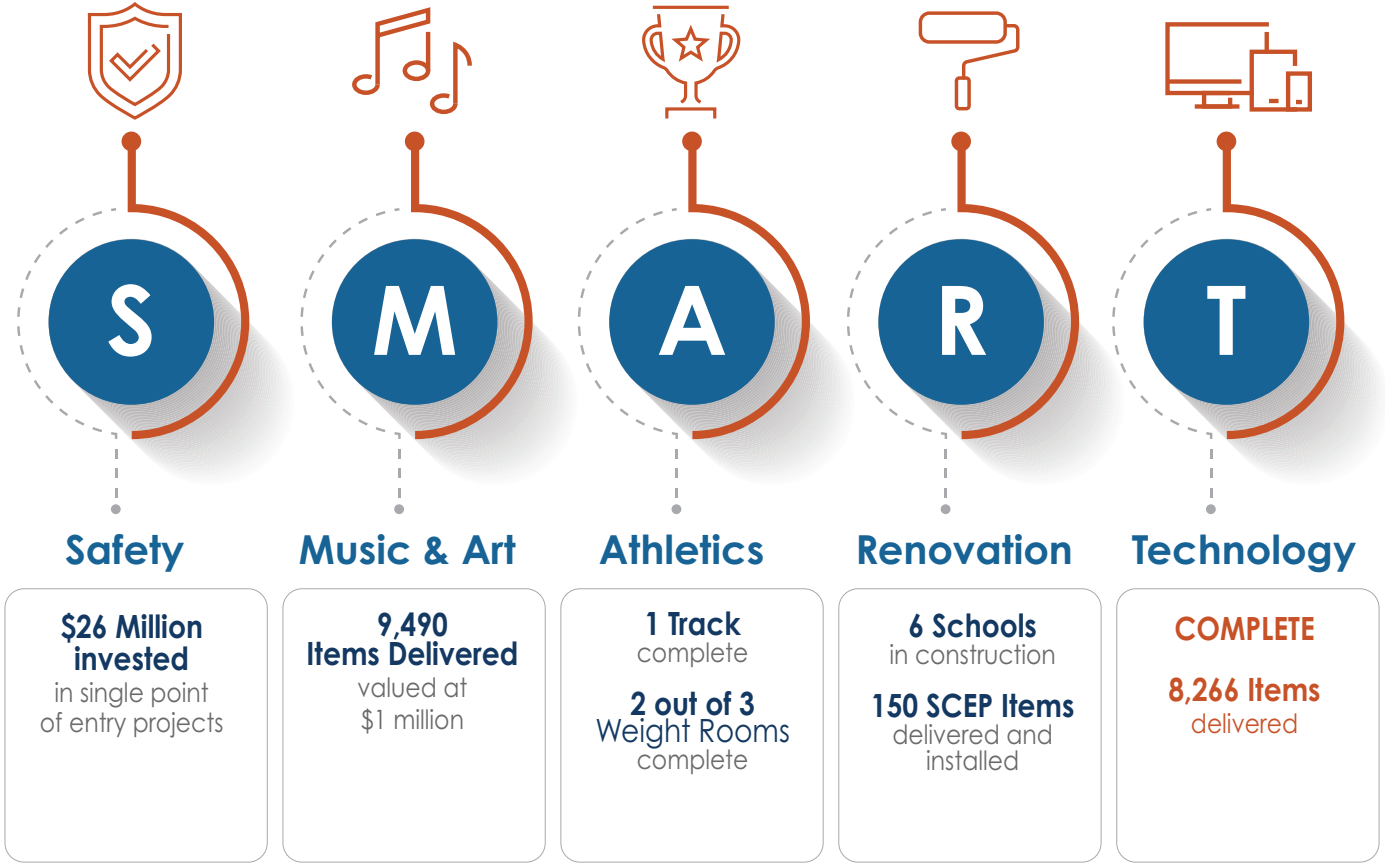 S
M
A
R
T
Safety
Music & Art
Athletics
Renovation
Technology
$26 Million
invested
in single point
of entry projects
9,490
Items Delivered
valued at
$1 million
1 Track
complete
2 out of 3
Weight Rooms
complete
6 Schools
in construction
150 SCEP Items
delivered and
installed
COMPLETE
8,266 Items
delivered